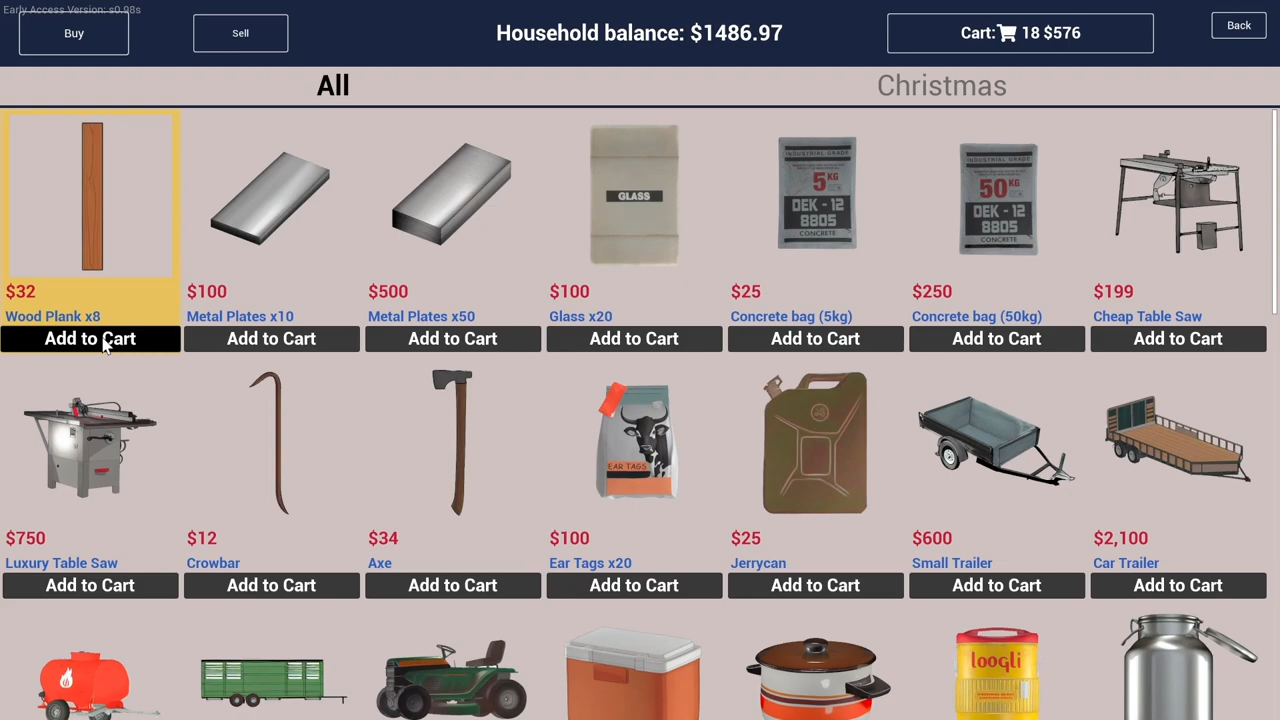 Early Access Version: s0.98s
Buy
Sell
Household balance: $1486.97
Cart: 18 $576
Back
All
Christmas
GLASS
INDUSTRIAL GRADE
5KG
DEK - 12
8805
CONCRETE
INDUSTRIAL GRADE
50KG
DEK - 12
8805
CONCRETE
$32
$100
$500
$100
$25
$250
$199
Wood Plank x8
Metal Plates x10
Metal Plates x50
Glass x20
Concrete bag (5kg)
Concrete bag (50kg)
Cheap Table Saw
Add to Cart
Add to Cart
Add to Cart
Add to Cart
Add to Cart
Add to Cart
Add to Cart
EAR TAGS
$750
$12
$34
$100
$25
$600
$2,100
Luxury Table Saw
Crowbar
Axe
Ear Tags x20
Jerrycan
Small Trailer
Car Trailer
Add to Cart
Add to Cart
Add to Cart
Add to Cart
Add to Cart
Add to Cart
Add to Cart
loogli